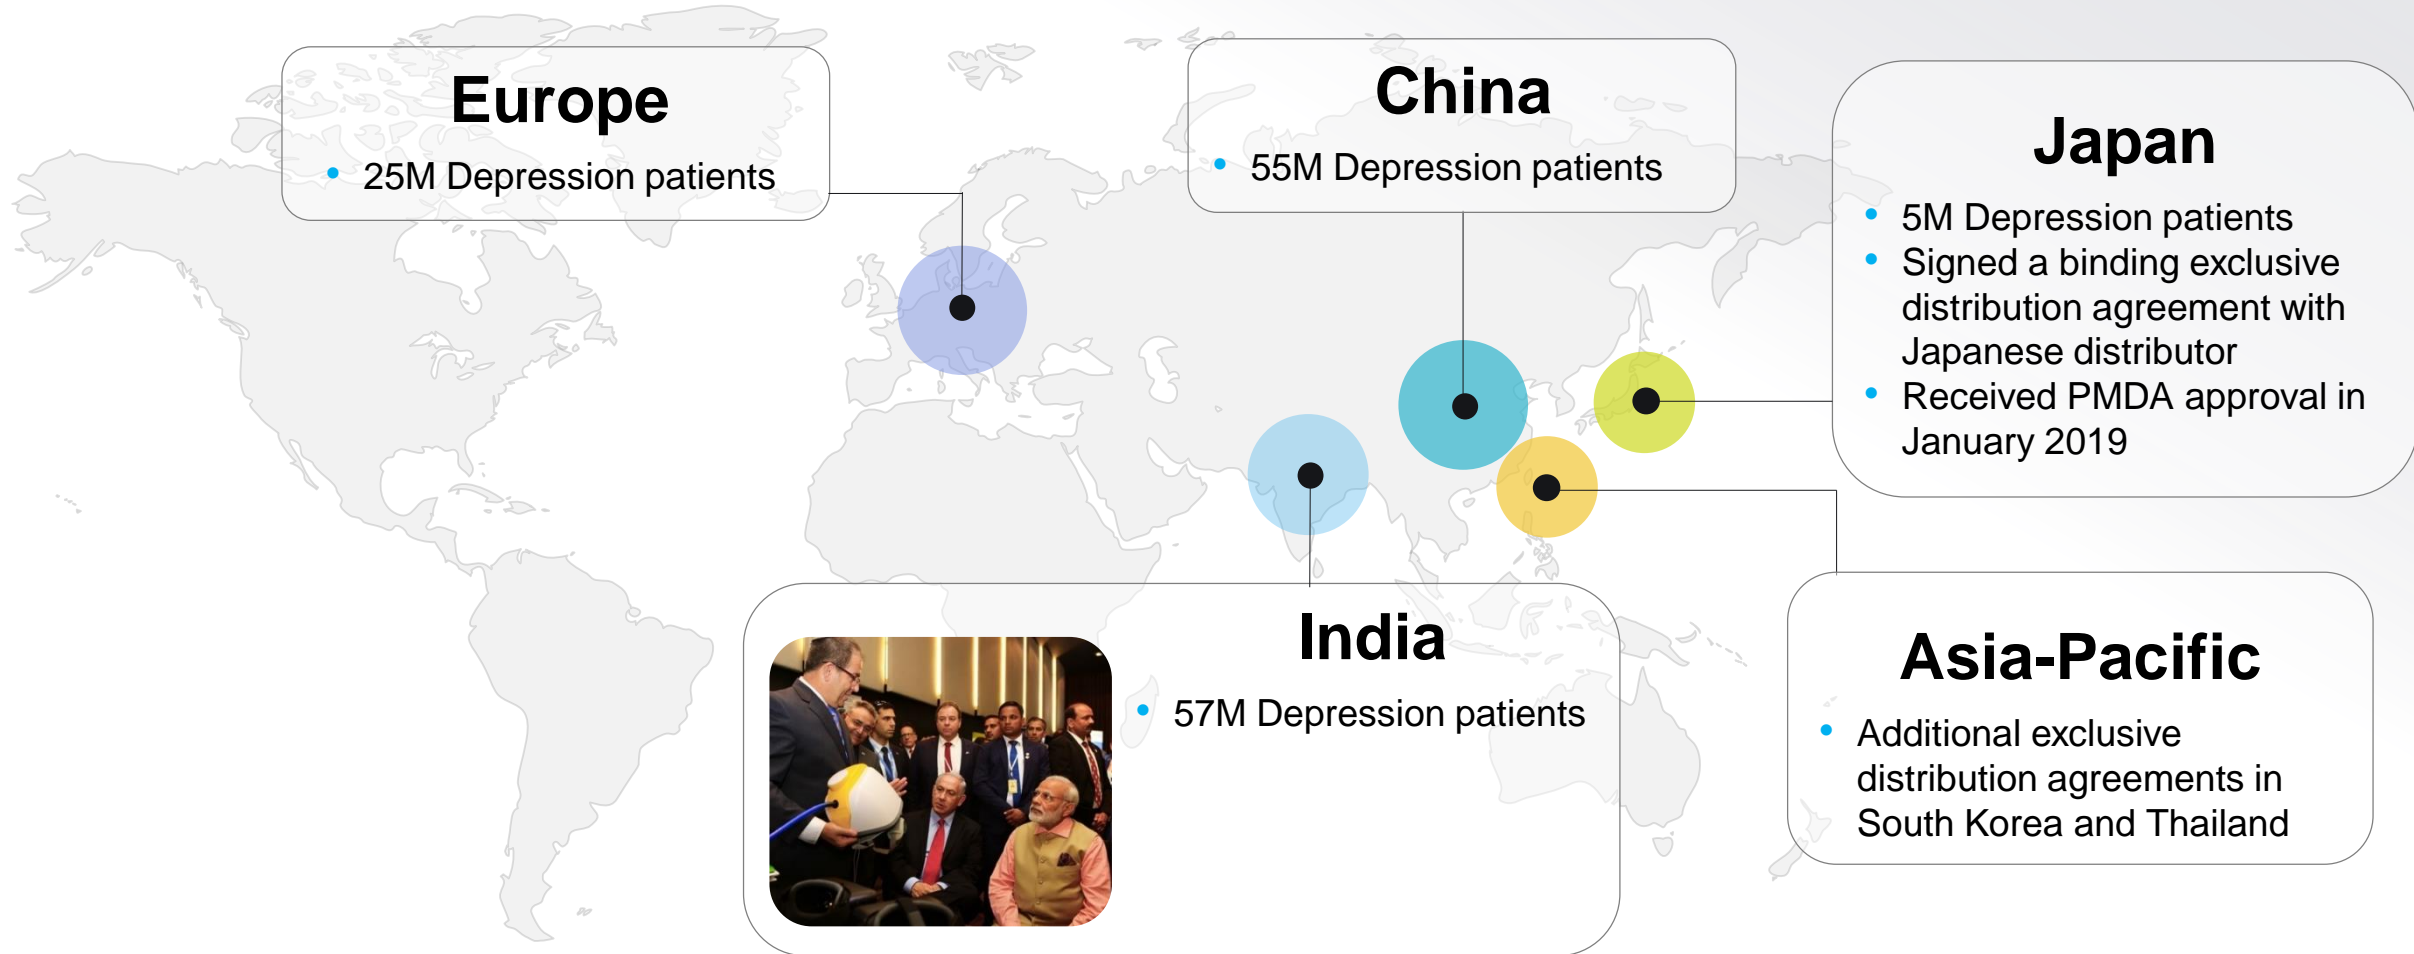 Europe
• 25M Depression patients
China
• 55M Depression patients
Japan
• 5M Depression patients
• Signed a binding exclusive
distribution agreement with
Japanese distributor
• Received PMDA approval in
January 2019
India
• 57M Depression patients
Asia-Pacific
• Additional exclusive
distribution agreements in
South Korea and Thailand